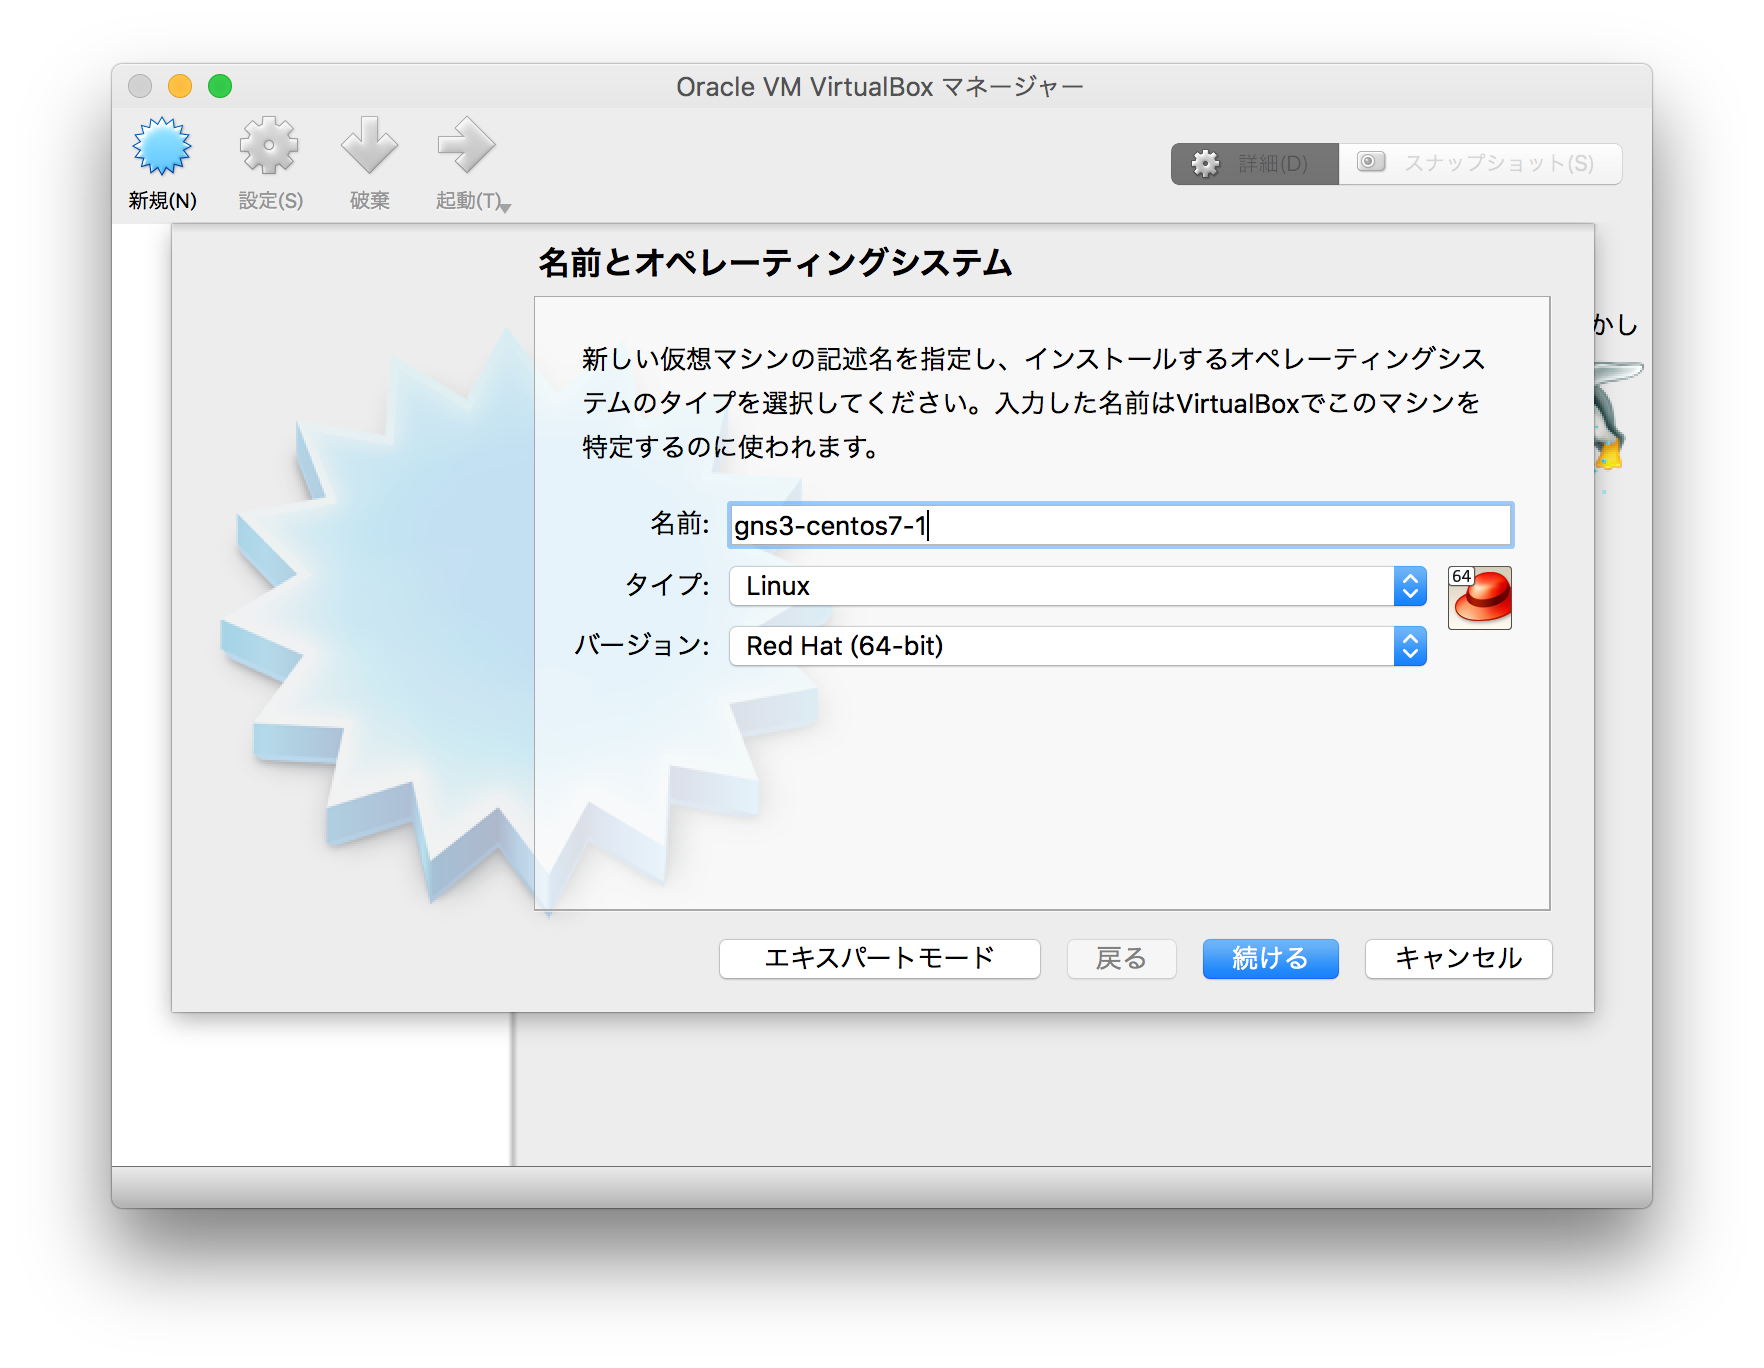 Oracle VM VirtualBox マネージャー
新規(N)
設定(S)
破棄
起動(T)
詳細(D)
スナップショット(S)
名前とオペレーティングシステム
かし
新しい仮想マシンの記述名を指定し、インストールするオペレーティングシス
テムのタイプを選択してください。入力した名前はVirtualBoxでこのマシンを
特定するのに使われます。
名前: gns3-centos7-1
タイプ: Linux
64
バージョン: Red Hat (64-bit)
エキスパートモード
戻る
続ける
キャンセル